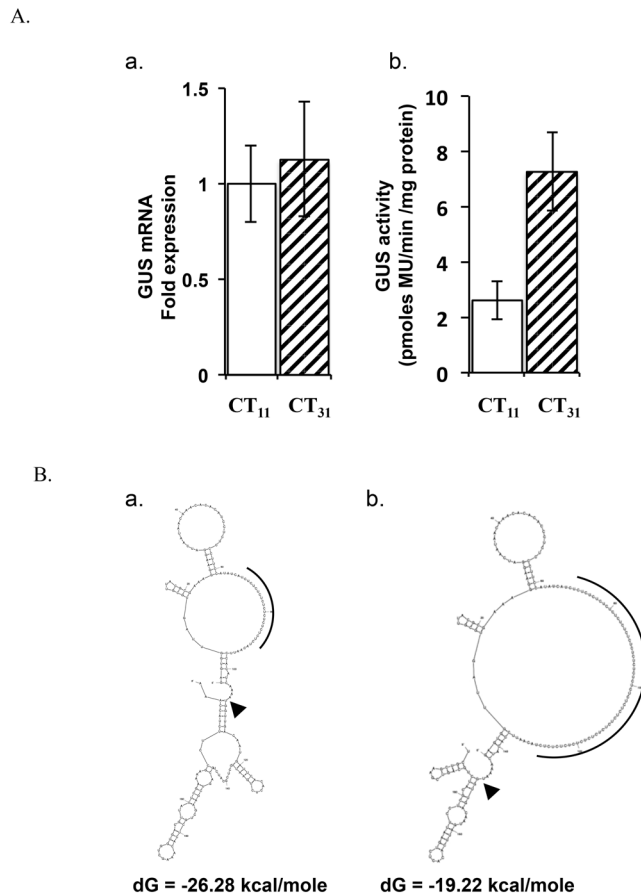 A.
a.
b.
GUS mRNA
Fold expression
1.5
1
0.5
0
CT11
CT31
GUS activity
(pmoles MU/min /mg protein)
10
8
6
4
2
0
CT11
CT31
B.
a.
b.
dG = -26.28 kcal/mole
dG = -19.22 kcal/mole